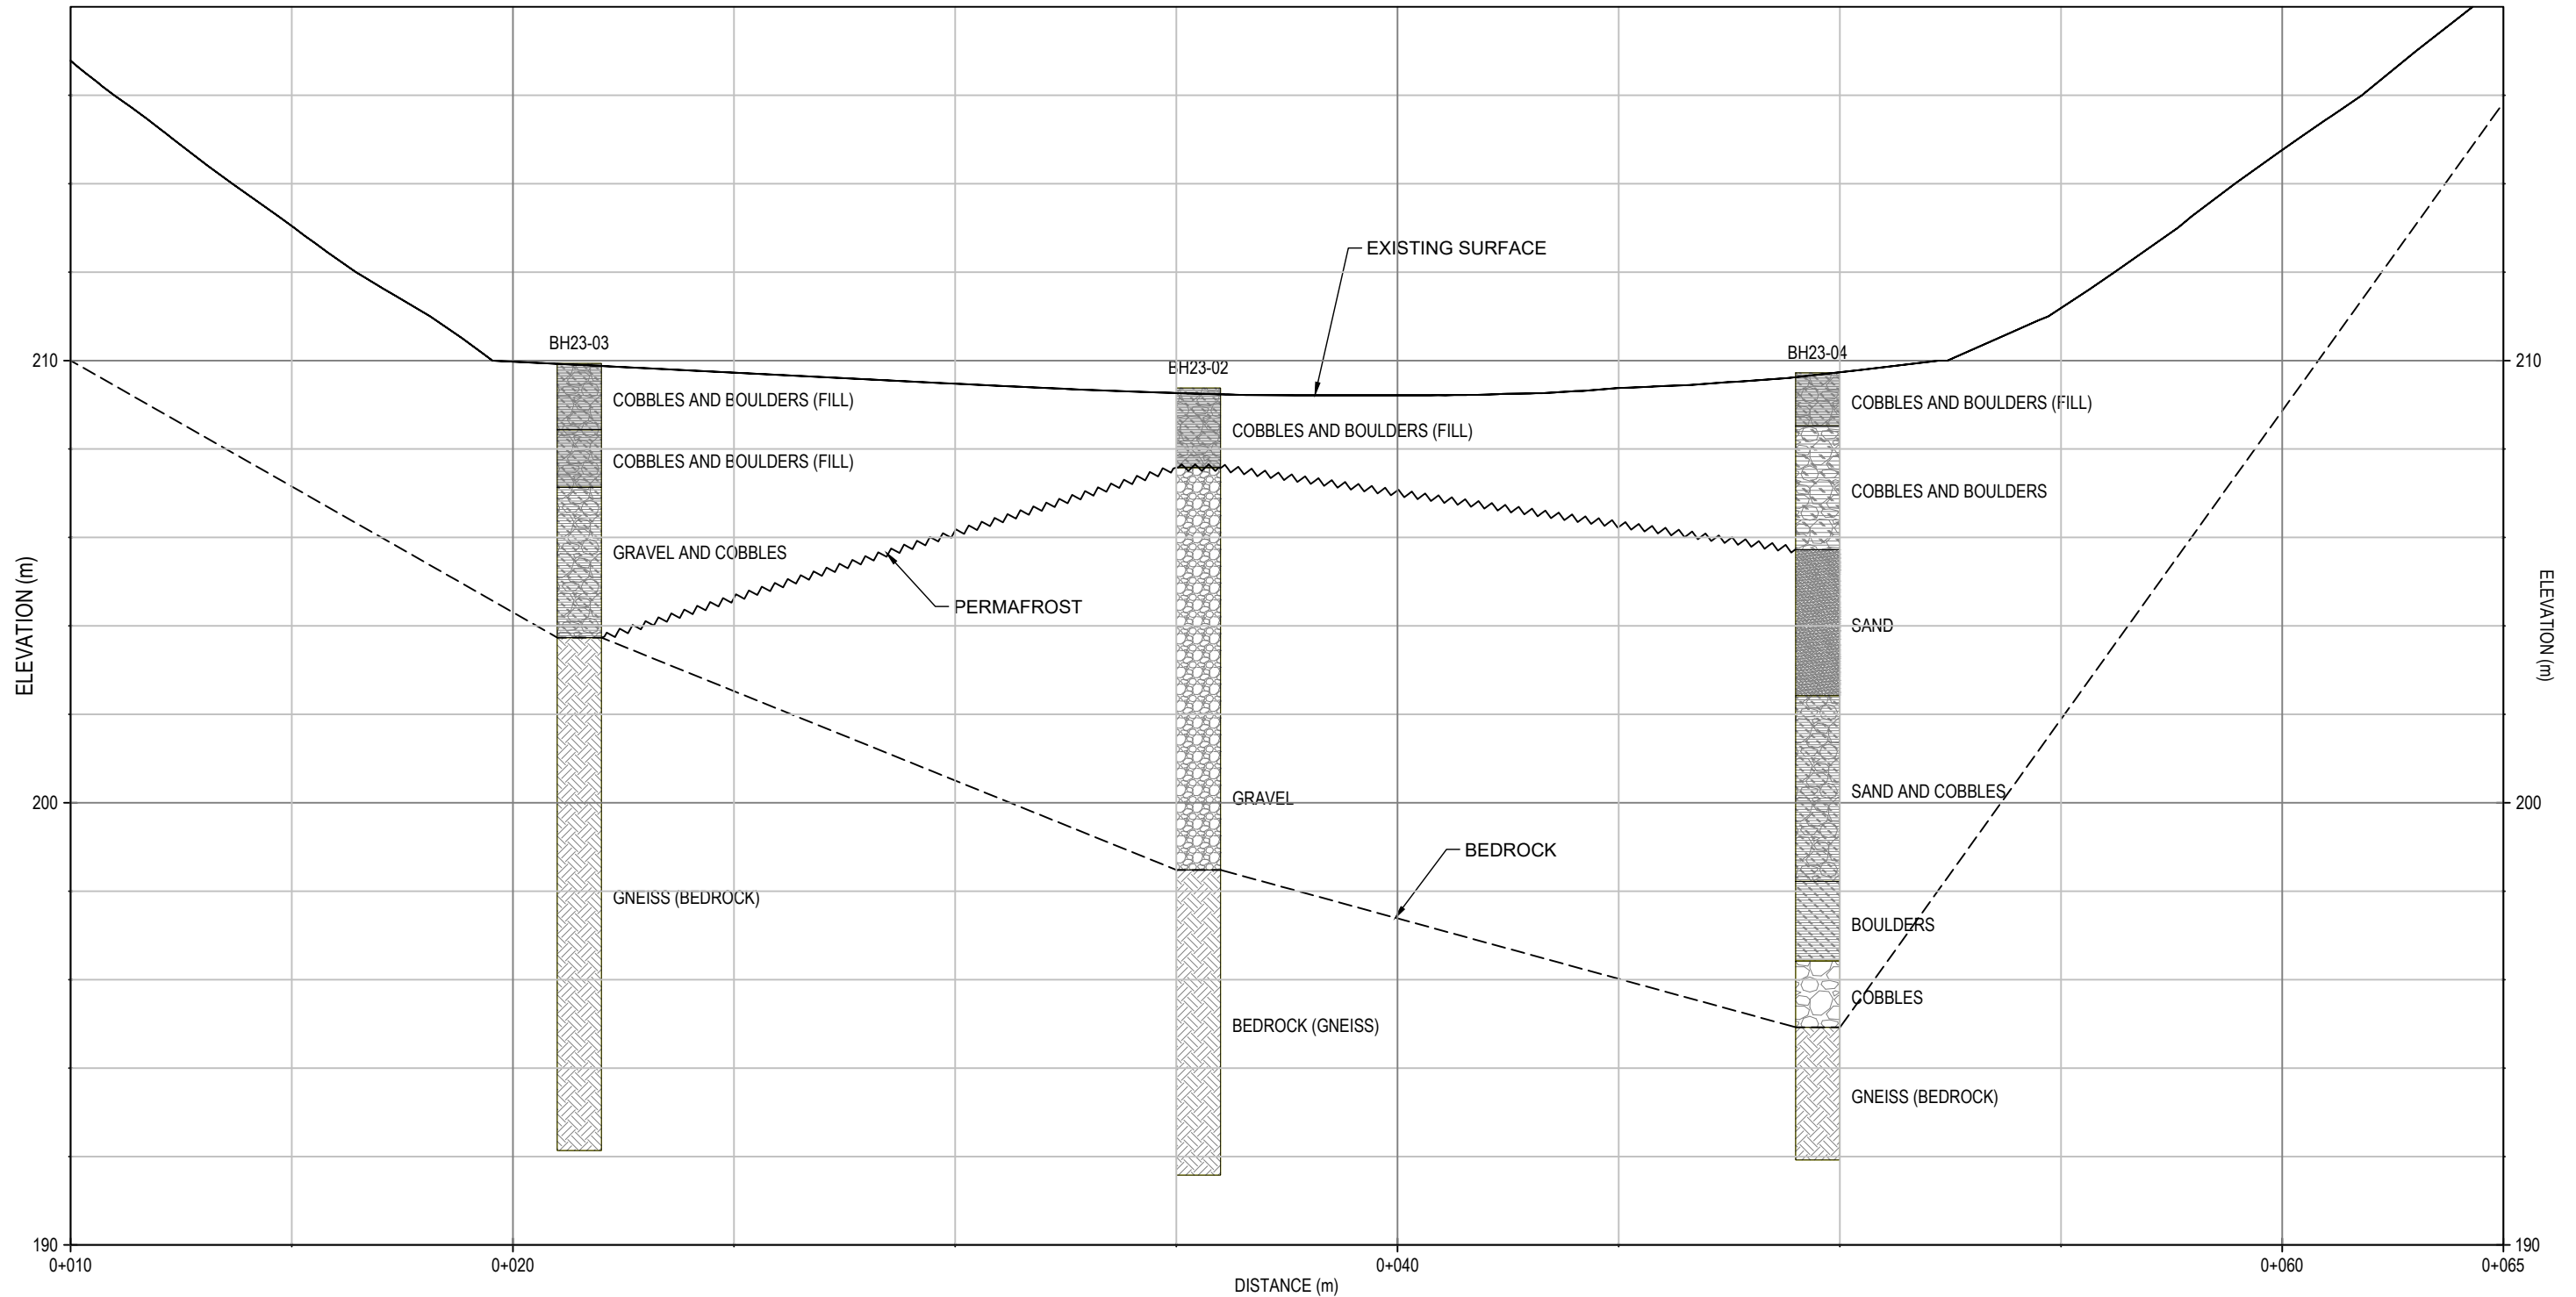 EXISTING SURFACE
BH23-03
BH23-02
BH23-04
210
210
COBBLES AND BOULDERS (FILL)
COBBLES AND BOULDERS (FILL)
COBBLES AND BOULDERS (FILL)
COBBLES AND BOULDERS (FILL)
COBBLES AND BOULDERS
GRAVEL AND COBBLES
PERMAFROST
SAND
ELEVATION (m)
ELEVATION (m)
SAND AND COBBLES
GRAVEL
200
200
BEDROCK
GNEISS (BEDROCK)
BOULDERS
COBBLES
BEDROCK (GNEISS)
GNEISS (BEDROCK)
190
190
0+010
0+020
0+040
0+060
0+065
DISTANCE (m)